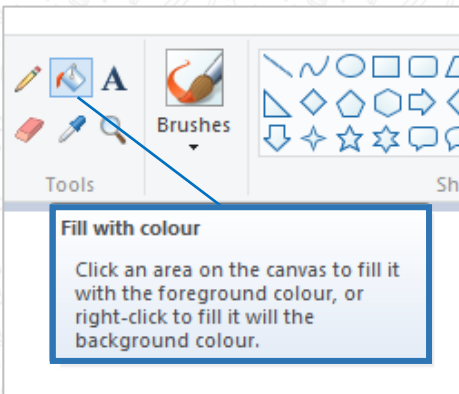 A
Brushes
Tools
Sh
Fill with colour
Click an area on the canvas to fill it
with the foreground colour, or
right-click to fill it will the
background colour.